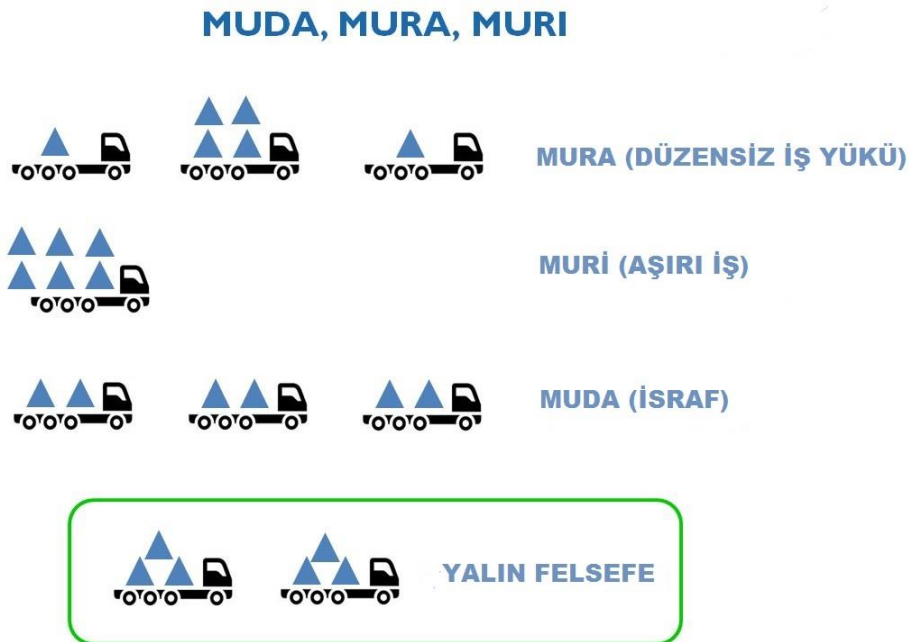 MUDA, MURA, MURI
MURA (DÜZENSİZ İŞ YÜKÜ)
MURİ (AŞIRI İŞ)
MUDA (İSRAF)
YALIN FELSEFE